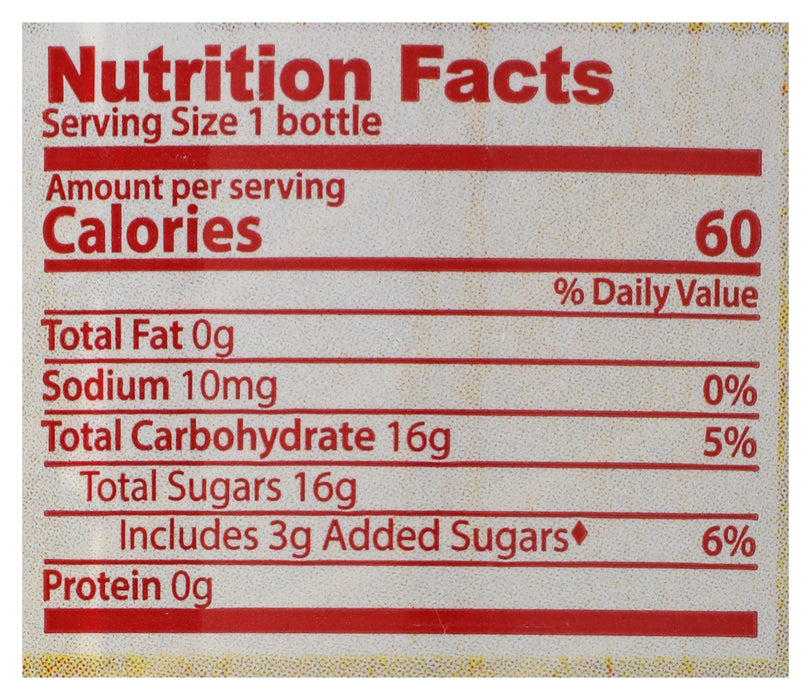 Nutrition Facts
Serving Size 1 bottle
Amount per serving
Calories 60
% Daily Value
Total Fat 0g
Sodium 10mg 0%
Total Carbohydrate 16g 5%
Total Sugars 16g
Includes 3g Added Sugars♦ 6%
Protein 0g